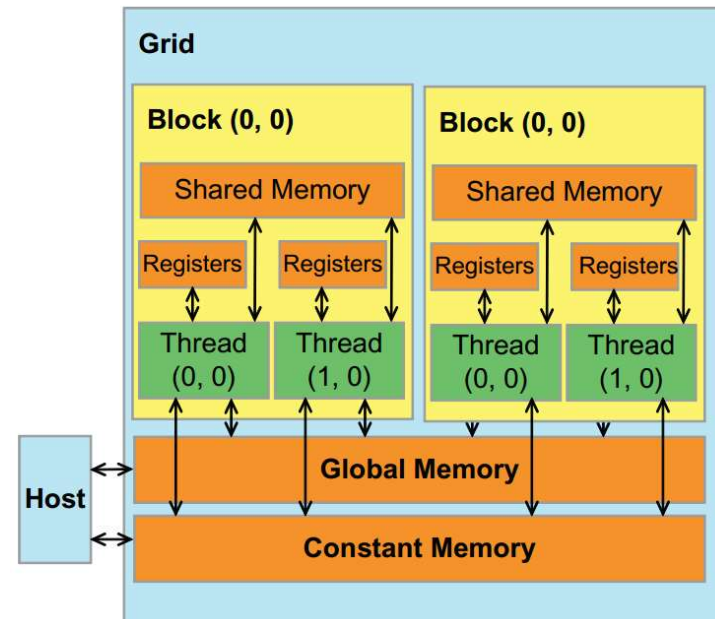 Grid
Block (0, 0)
Shared Memory
Registers
Registers
Thread
(0, 0)
Thread
(1, 0)
Block (0, 0)
Shared Memory
Registers
Registers
Thread
(0, 0)
Thread
(1, 0)
Host
Global Memory
Constant Memory